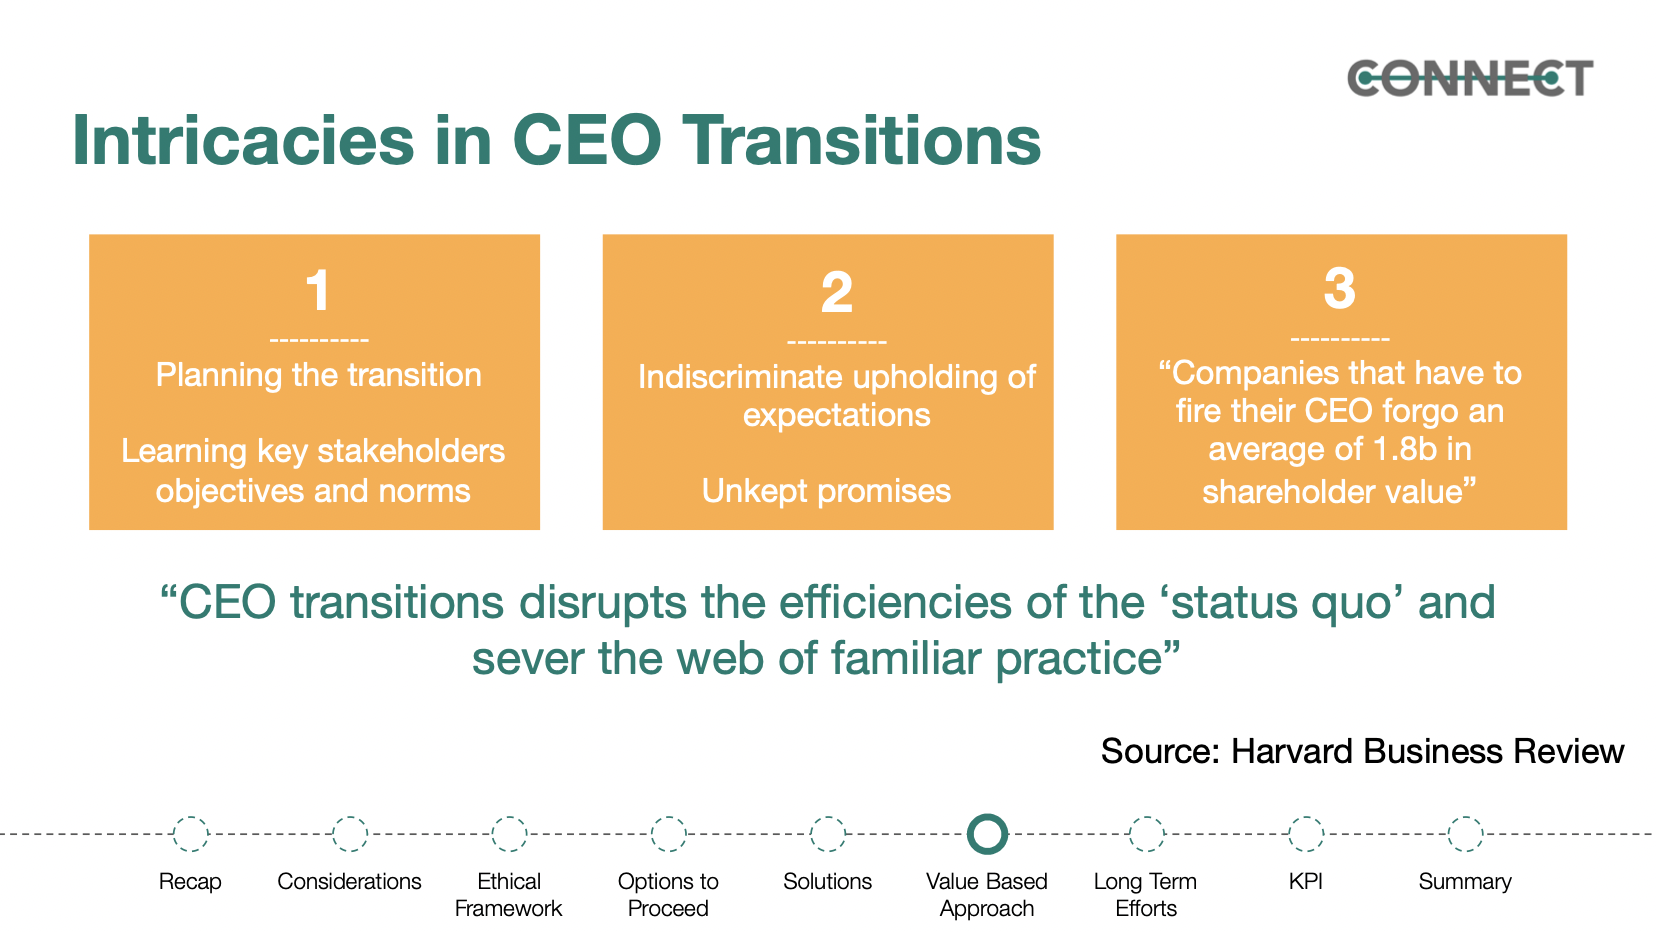 CONNECT
Intricacies in CEO Transitions
1
----------
Planning the transition
Learning key stakeholders
objectives and norms
2
----------
Indiscriminate upholding of
expectations
Unkept promises
3
----------
“Companies that have to
fire their CEO forgo an
average of 1.8b in
shareholder value”
“CEO transitions disrupts the efficiencies of the ‘status quo’ and
sever the web of familiar practice”
Source: Harvard Business Review
Recap
Considerations
Ethical
Framework
Options to
Proceed
Solutions
Value Based
Approach
Long Term
Efforts
KPI
Summary